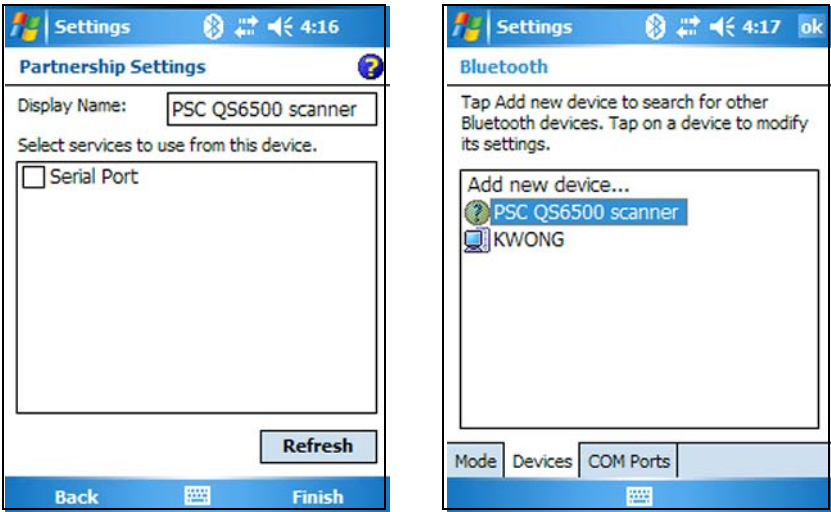 Settings 4:16
Partnership Settings
Display Name: PSC QS6500 scanner
Select services to use from this device.
Serial Port
Refresh
Back Finish
Settings 4:17 ok
Bluetooth
Tap Add new device to search for other
Bluetooth devices. Tap on a device to modify
its settings.
Add new device...
PSC QS6500 scanner
KWONG
Mode Devices COM Ports